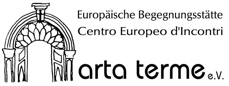 Europäische Begegnungsstätte
Centro Europeo d'Incontri
arta terme e.V.